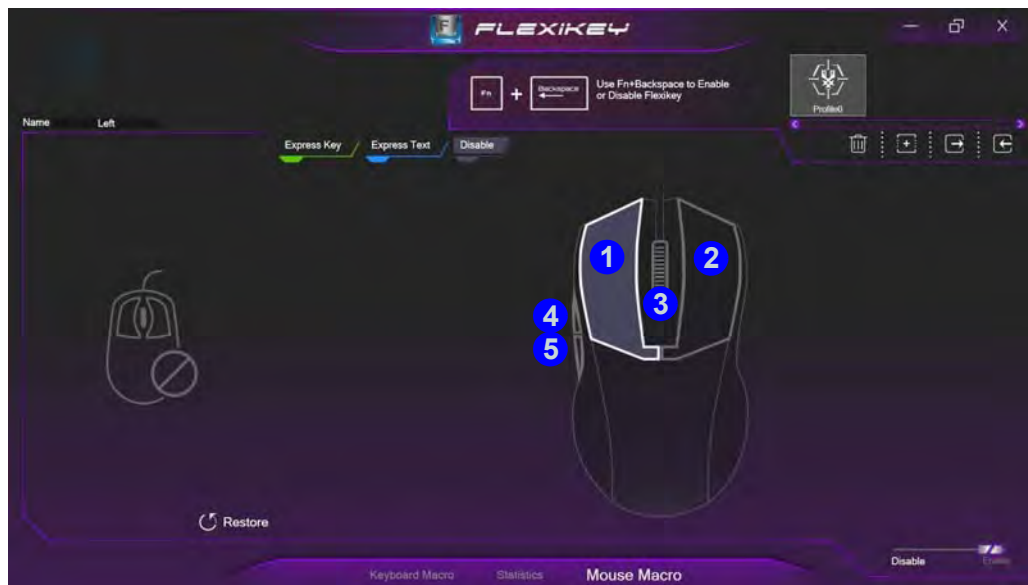 FLEXIKEY
Fn + Backspace
Use Fn+Backspace to Enable
or Disable Flexikey
Profile0
Name Left
Express Key Express Text Disable
1
2
3
4
5
Restore
Disable Enable
Keyboard Macro Statistics Mouse Macro